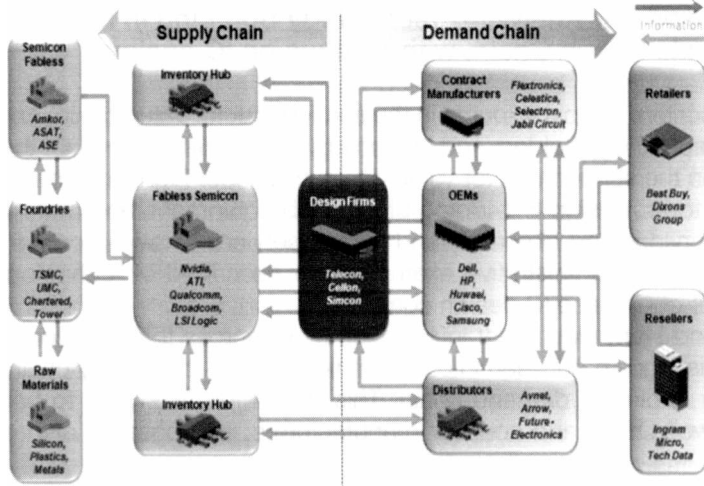 Supply Chain
Demand Chain
Information
Semicon
Fabless
Amkor,
ASAT,
ASE
Foundries
TSMC,
UMC,
Chartered,
Tower
Raw
Materials
Silicon,
Plastics,
Metals
Inventory Hub
Fabless Semicon
Nvidia,
ATI,
Qualcomm,
Broadcom,
LSI Logic
Inventory Hub
Design Firms
Telecon,
Cellon,
Simcon
Contract
Manufacturers
Flextronics,
Celestica,
Selectron,
Jabil Circuit
OEMs
Dell,
HP,
Huwaei,
Cisco,
Samsung
Distributors
Avnet,
Arrow,
Future-
Electronics
Retailers
Best Buy,
Dixons
Group
Resellers
Ingram
Micro,
Tech Data